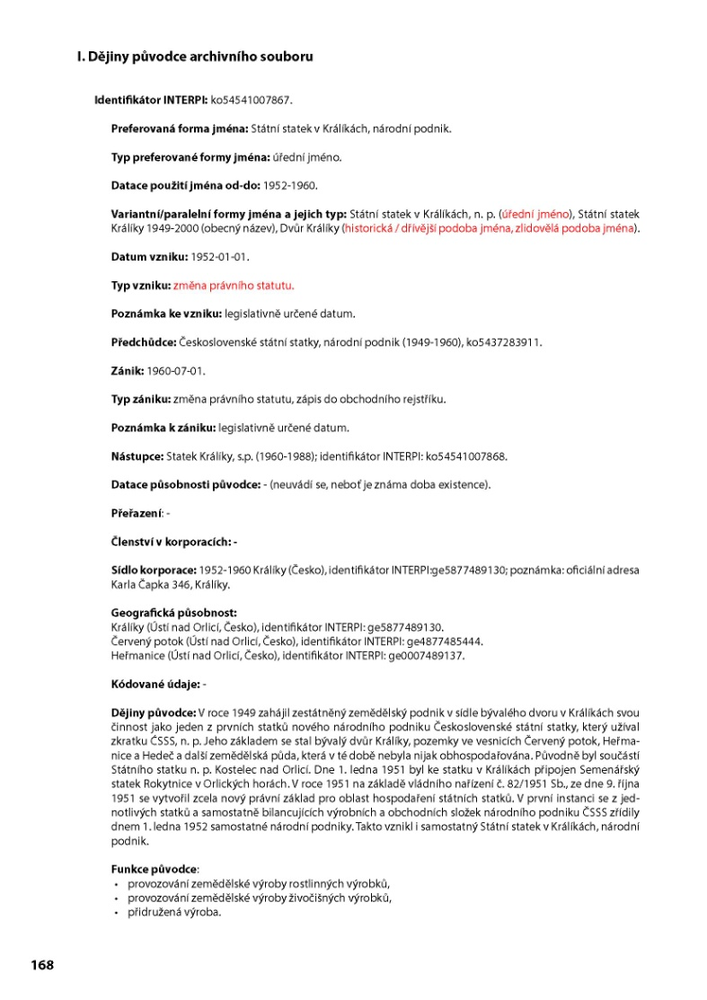 I. Dějiny původce archivního souboru
Identifikátor INTERPI: ko54541007867.
Preferovaná forma jména: Státní statek v Králíkách, národní podnik.
Typ preferované formy jména: úřední jméno.
Datace použití jména od-do: 1952-1960.
Variantní/paralelní formy jména a jejich typ: Státní statek v Králíkách, n. p. (úřední jméno), Státní statek
Králíky 1949-2000 (obecný název), Dvůr Králíky (historická / dřívější podoba jména, zlidovělá podoba jména).
Datum vzniku: 1952-01-01.
Typ vzniku: změna právního statutu.
Poznámka ke vzniku: legislativně určené datum.
Předchůdce: Československé státní statky, národní podnik (1949-1960), ko5437283911.
Zánik: 1960-07-01.
Typ zániku: změna právního statutu, zápis do obchodního rejstříku.
Poznámka k zániku: legislativně určené datum.
Nástupce: Statek Králíky, s.p. (1960-1988); identifikátor INTERPI: ko54541007868.
Datace působnosti původce: - (neuvádí se, neboť je známa doba existence).
Přeřazení: -
Členství v korporacích: -
Sídlo korporace: 1952-1960 Králíky (Česko), identifikátor INTERPI:ge5877489130; poznámka: oficiální adresa
Karla Čapka 346, Králíky.
Geografická působnost:
Králíky (Ústí nad Orlicí, Česko), identifikátor INTERPI: ge5877489130.
Červený potok (Ústí nad Orlicí, Česko), identifikátor INTERPI: ge4877485444.
Heřmanice (Ústí nad Orlicí, Česko), identifikátor INTERPI: ge0007489137.
Kódované údaje: -
Dějiny původce: V roce 1949 zahájil zestátněný zemědělský podnik v sídle bývalého dvoru v Králíkách svou
činnost jako jeden z prvních statků nového národního podniku Československé státní statky, který užíval
zkratku ČSSS, n. p. Jeho základem se stal bývalý dvůr Králíky, pozemky ve vesnicích Červený potok, Heřma-
nice a Hedeč a další zemědělská půda, která v té době nebyla nijak obhospodařována. Původně byl součástí
Státního statku n. p. Kostelec nad Orlicí. Dne 1. ledna 1951 byl ke statku v Králíkách připojen Semenářský
statek Rokytnice v Orlických horách. V roce 1951 na základě vládního nařízení č. 82/1951 Sb., ze dne 9. října
1951 se vytvořil zcela nový právní základ pro oblast hospodaření státních statků. V první instanci se z jed-
notlivých statků a samostatně bilancujících výrobních a obchodních složek národního podniku ČSSS zřídily
dnem 1. ledna 1952 samostatné národní podniky. Takto vznikl i samostatný Státní statek v Králíkách, národní
podnik.
Funkce původce:
• provozování zemědělské výroby rostlinných výrobků,
• provozování zemědělské výroby živočišných výrobků,
• přidružená výroba.
168